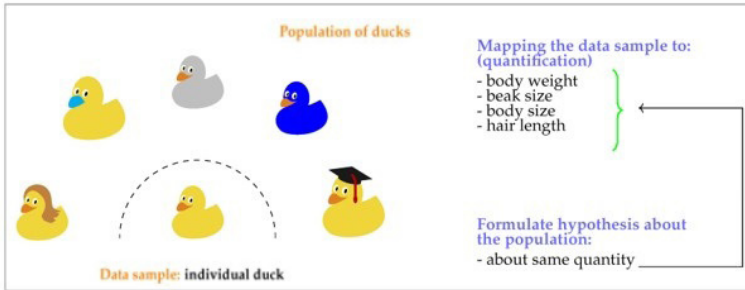 Population of ducks
Data sample: individual duck
Mapping the data sample to:
(quantification)
- body weight
- beak size
- body size
- hair length
Formulate hypothesis about
the population:
- about same quantity